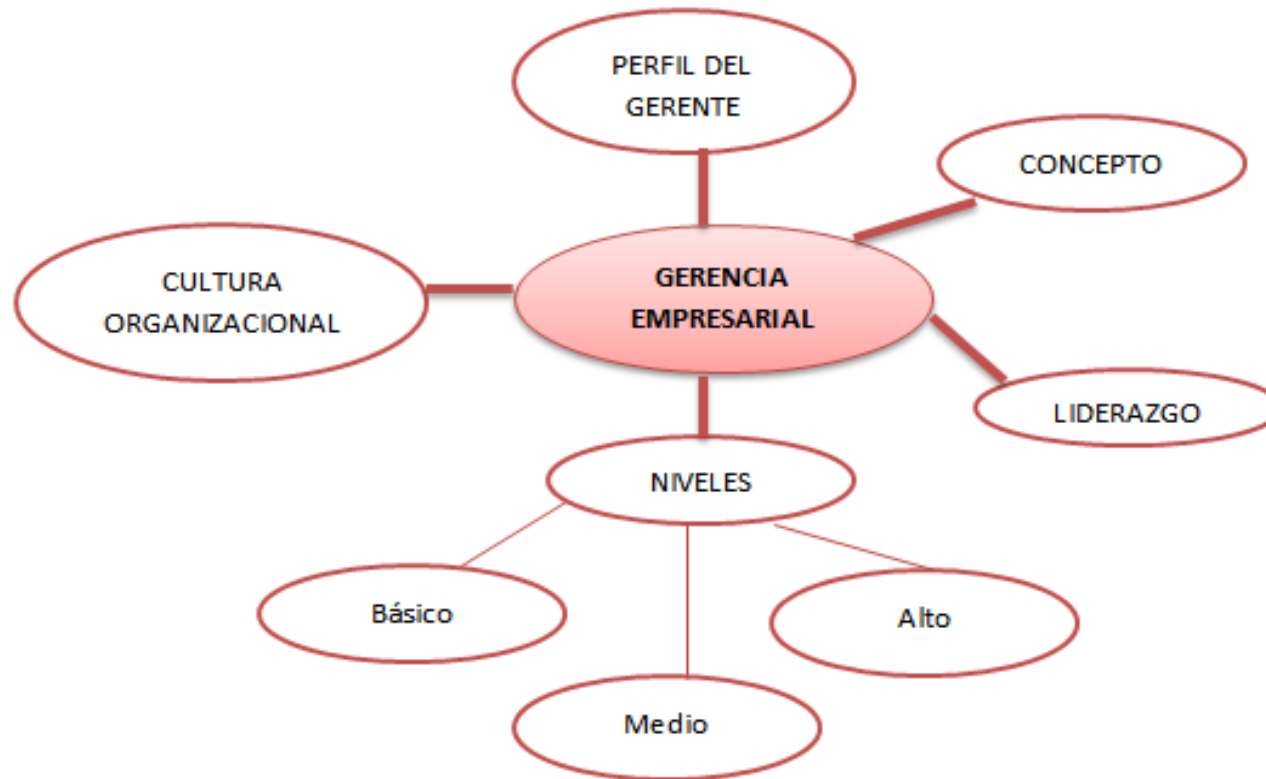 PERFIL DEL
GERENTE
CONCEPTO
CULTURA
ORGANIZACIONAL
GERENCIA
EMPRESARIAL
LIDERAZGO
NIVELES
Básico
Alto
Medio